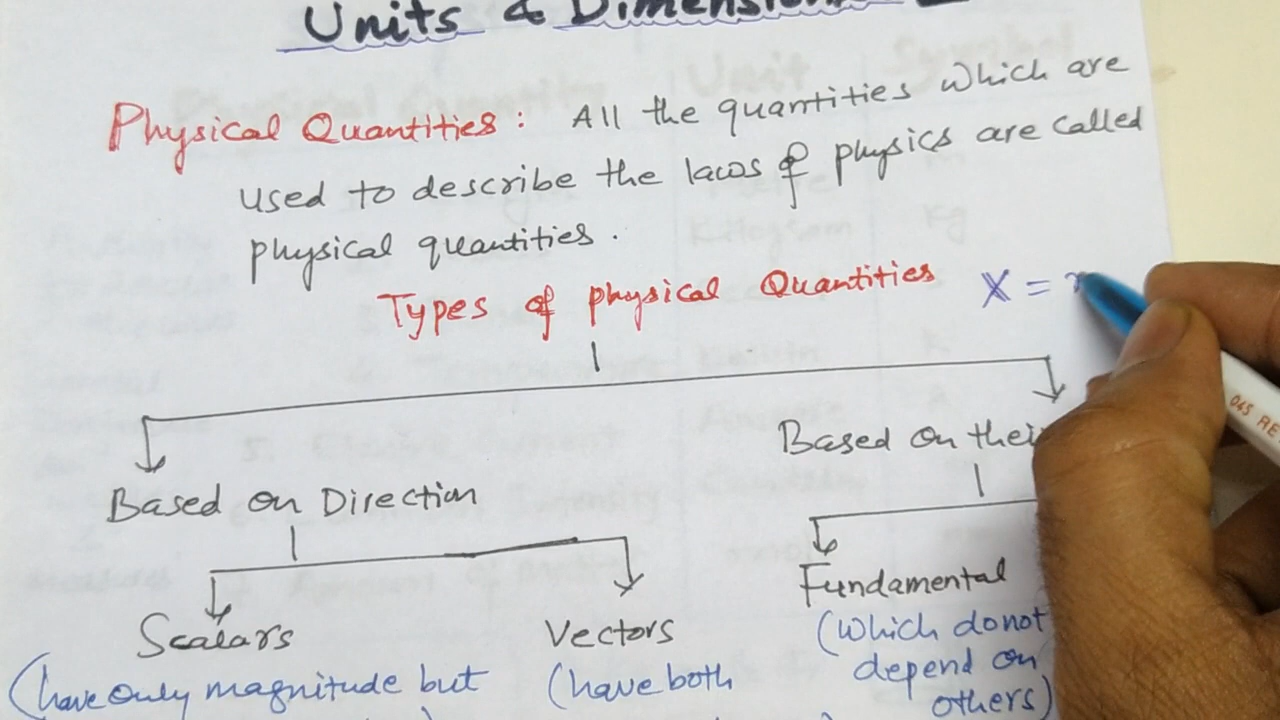 Units & Dimension
Physical Quantities: All the quantities which are
used to describe the laws of physics are called
physical quantities.
Types of physical Quantities X =
Based on Direction
Based on their
Scalars
Vectors
Fundamental
(have only magnitude but
(have both
(which donot
depend on
others)
045